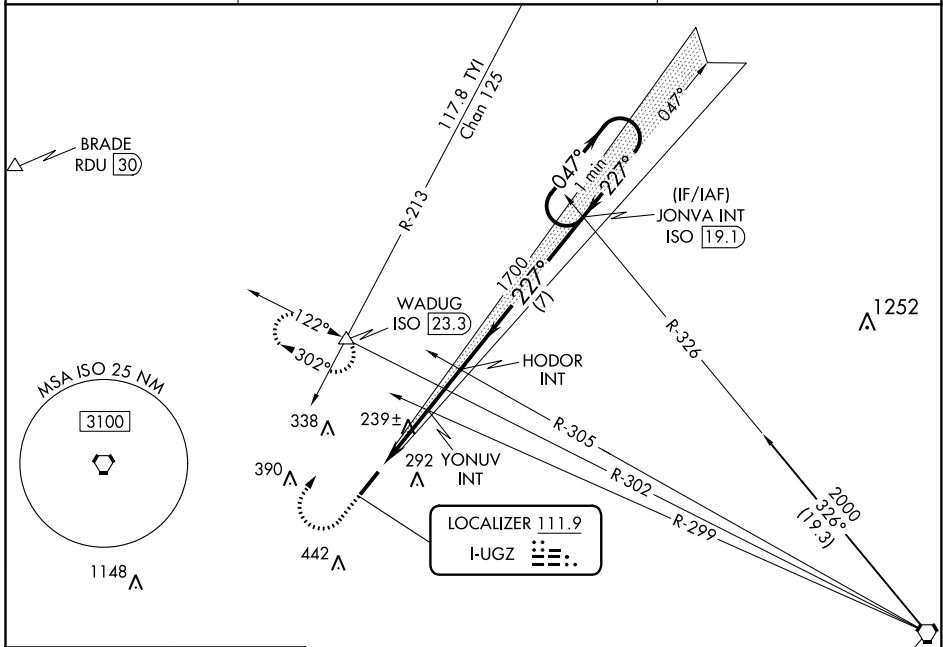 117.8 TYI
Chan 125
R-213
BRADE
RDU 30
047°
047°
1 min
227°
(IF/IAF)
JONVA INT
ISO 19.1
1700
227°
(7)
1252
WADUG
ISO 23.3
122°
302°
R-326
HODOR
INT
MSA ISO 25 NM
3100
338
239±
R-305
390
292
YONUV
INT
R-302
R-299
2000
326°
(19.3)
LOCALIZER 111.9
I-UGZ
442
1148